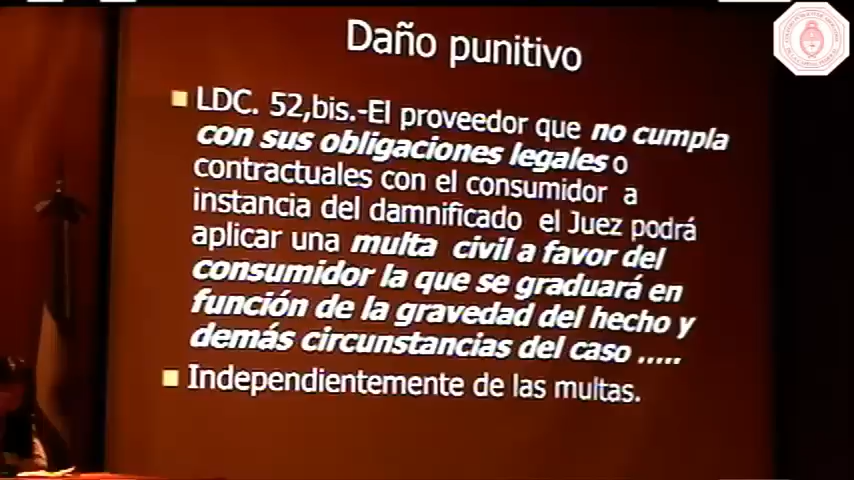 Daño punitivo
LDC. 52,bis.-El proveedor que no cumpla
con sus obligaciones legales o
contractuales con el consumidor a
instancia del damnificado el Juez podrá
aplicar una multa civil a favor del
consumidor la que se graduará en
función de la gravedad del hecho y
demás circunstancias del caso .....
Independientemente de las multas.